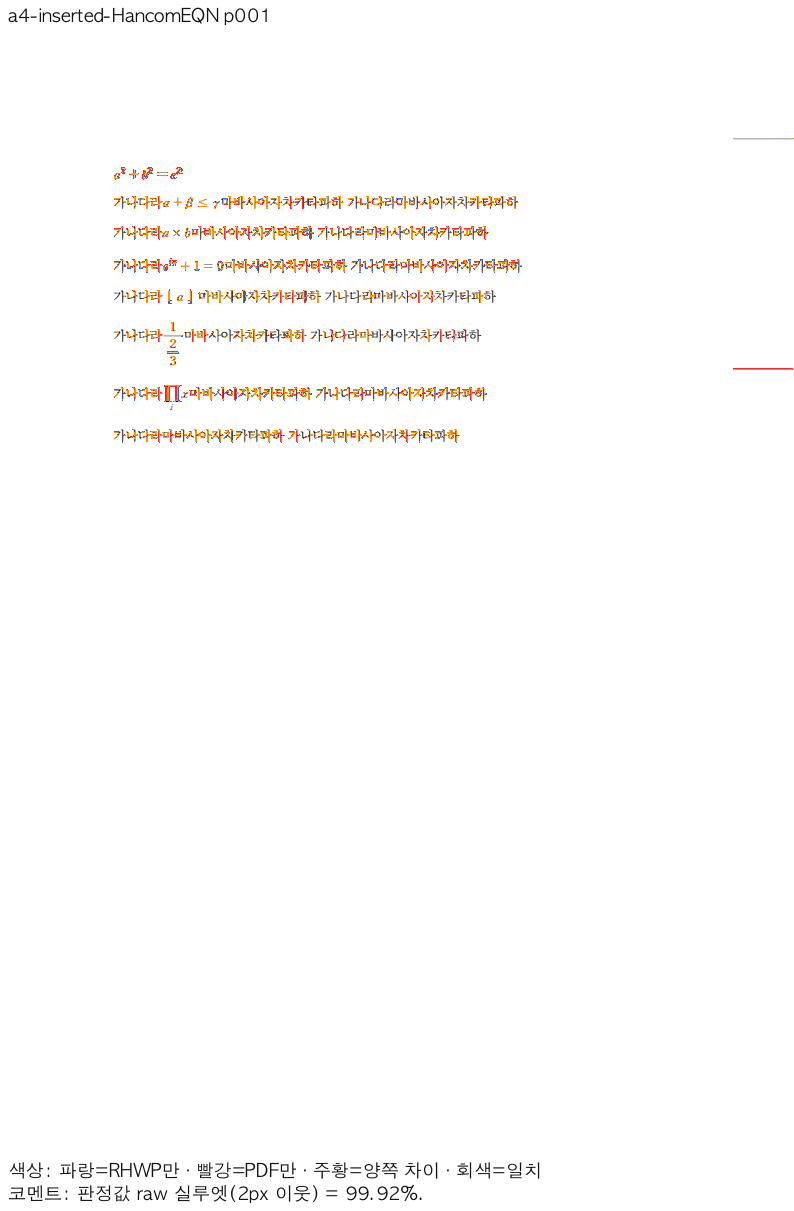 a4-inserted-HancomEQN p001
a² + b² = c²
가나다라α + β ≤ γ마바사아자차카타파하 가나다라마바사아자차카타파하
가나다라a × b마바사아자차카타파하 가나다라마바사아자차카타파하
가나다라e^{iπ} + 1 = 0마바사아자차카타파하 가나다라마바사아자차카타파하
가나다라 ⌊ a ⌋ 마바사아자차카타파하 가나다라마바사아자차카타파하
가나다라 1 마바사아자차카타파하 가나다라마바사아자차카타파하
2
3
가나다라∏x마바사아자차카타파하 가나다라마바사아자차카타파하
i
가나다라마바사아자차카타파하 가나다라마바사아자차카타파하
색상: 파랑=RHWP만 · 빨강=PDF만 · 주황=양쪽 차이 · 회색=일치
코멘트: 판정값 raw 실루엣(2px 이웃) = 99.92%.